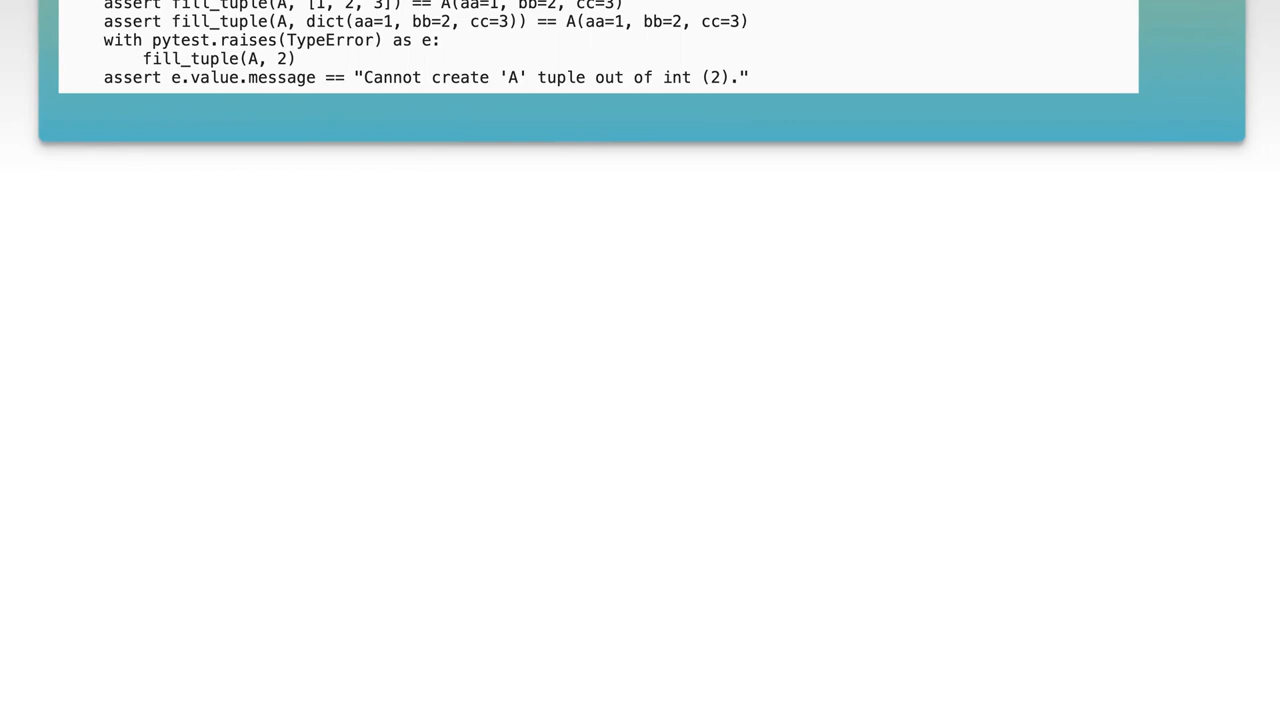 assert fill_tuple(A, [1, 2, 3]) == A(aa=1, bb=2, cc=3)
assert fill_tuple(A, dict(aa=1, bb=2, cc=3)) == A(aa=1, bb=2, cc=3)
with pytest.raises(TypeError) as e:
    fill_tuple(A, 2)
assert e.value.message == "Cannot create 'A' tuple out of int (2)."